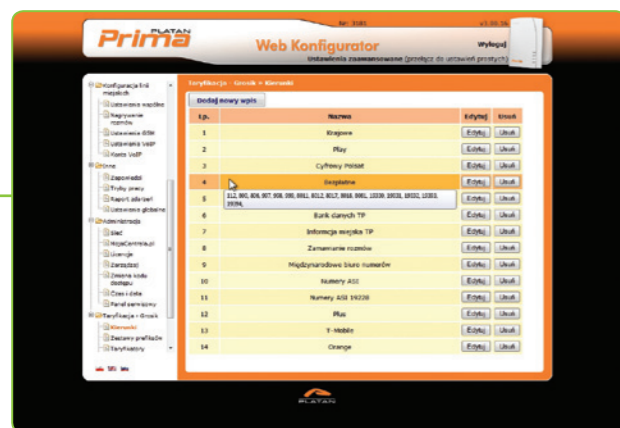 PLATAN
Prima
Web Konfigurator
Wyloguj
Ustawienia zaawansowane (przełącz do ustawień prostych)
Konfiguracja linii
miejskich
Ustawienia wspólne
Nagrywanie
rozmów
Ustawienia GSM
Ustawienia VoIP
Konta VoIP
Inne
Zapowiedzi
Tryby pracy
Raport zdarzeń
Ustawienia globalne
Administracja
Sieć
MojaCentrala.pl
Licencje
Zarządzaj
Zmiana kodu
dostępu
Czas i data
Panel serwisowy
Taryfikacja - Grosik
Kierunki
Zestawy prefiksów
Taryfikatory
Taryfikacja - Grosik » Kierunki
Dodaj nowy wpis
Lp. Nazwa Edytuj Usuń
1 Krajowe Edytuj Usuń
2 Play Edytuj Usuń
3 Cyfrowy Polsat Edytuj Usuń
4 Bezpłatne Edytuj Usuń
5 Edytuj Usuń
6 Bank danych TP Edytuj Usuń
7 Informacja miejska TP Edytuj Usuń
8 Zamawianie rozmów Edytuj Usuń
9 Międzynarodowe biuro numerów Edytuj Usuń
10 Numery ASI Edytuj Usuń
11 Numery ASI 19228 Edytuj Usuń
12 Plus Edytuj Usuń
13 T-Mobile Edytuj Usuń
14 Orange Edytuj Usuń
PLATAN